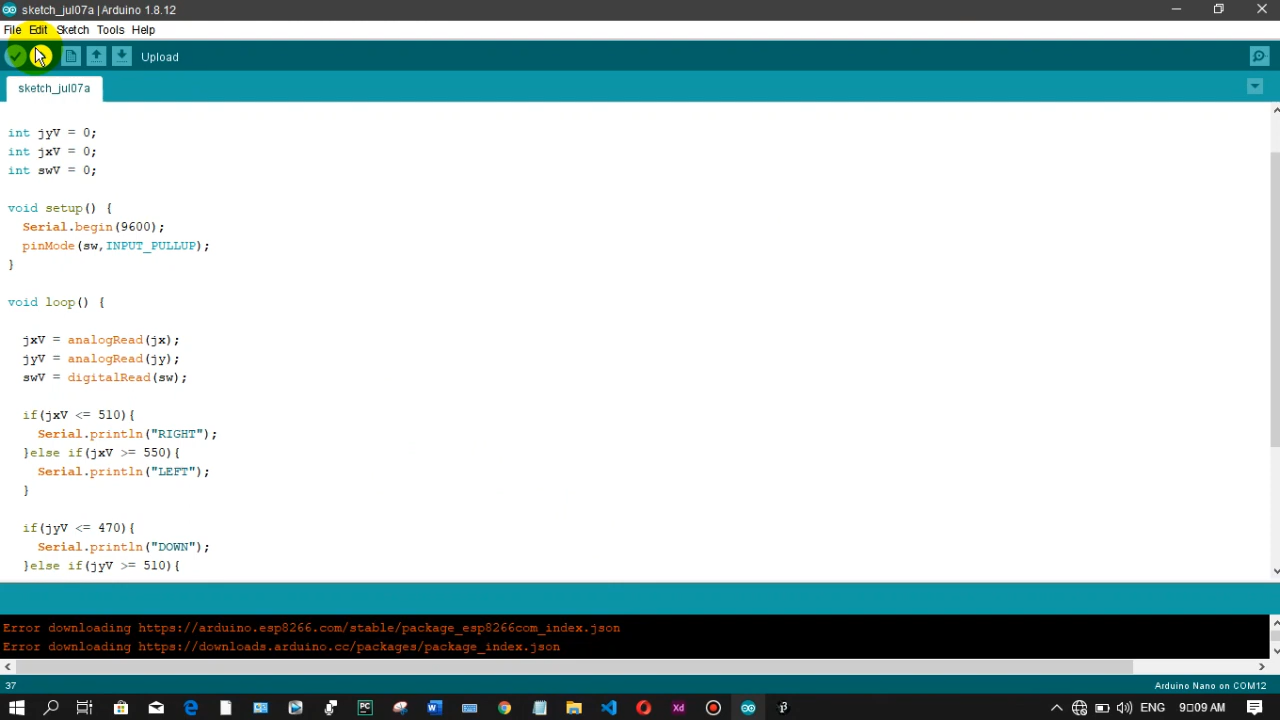 sketch_jul07a | Arduino 1.8.12
File Edit Sketch Tools Help
Upload
sketch_jul07a
int jyV = 0;
int jxV = 0;
int swV = 0;
void setup() {
Serial.begin(9600);
pinMode(sw,INPUT_PULLUP);
}
void loop() {
jxV = analogRead(jx);
jyV = analogRead(jy);
swV = digitalRead(sw);
if(jxV <= 510){
Serial.println("RIGHT");
}else if(jxV >= 550){
Serial.println("LEFT");
}
if(jyV <= 470){
Serial.println("DOWN");
}else if(jyV >= 510){
Error downloading https://arduino.esp8266.com/stable/package_esp8266com_index.json
Error downloading https://downloads.arduino.cc/packages/package_index.json
37 Arduino Nano on COM12
PC W Xd ENG 9:09 AM